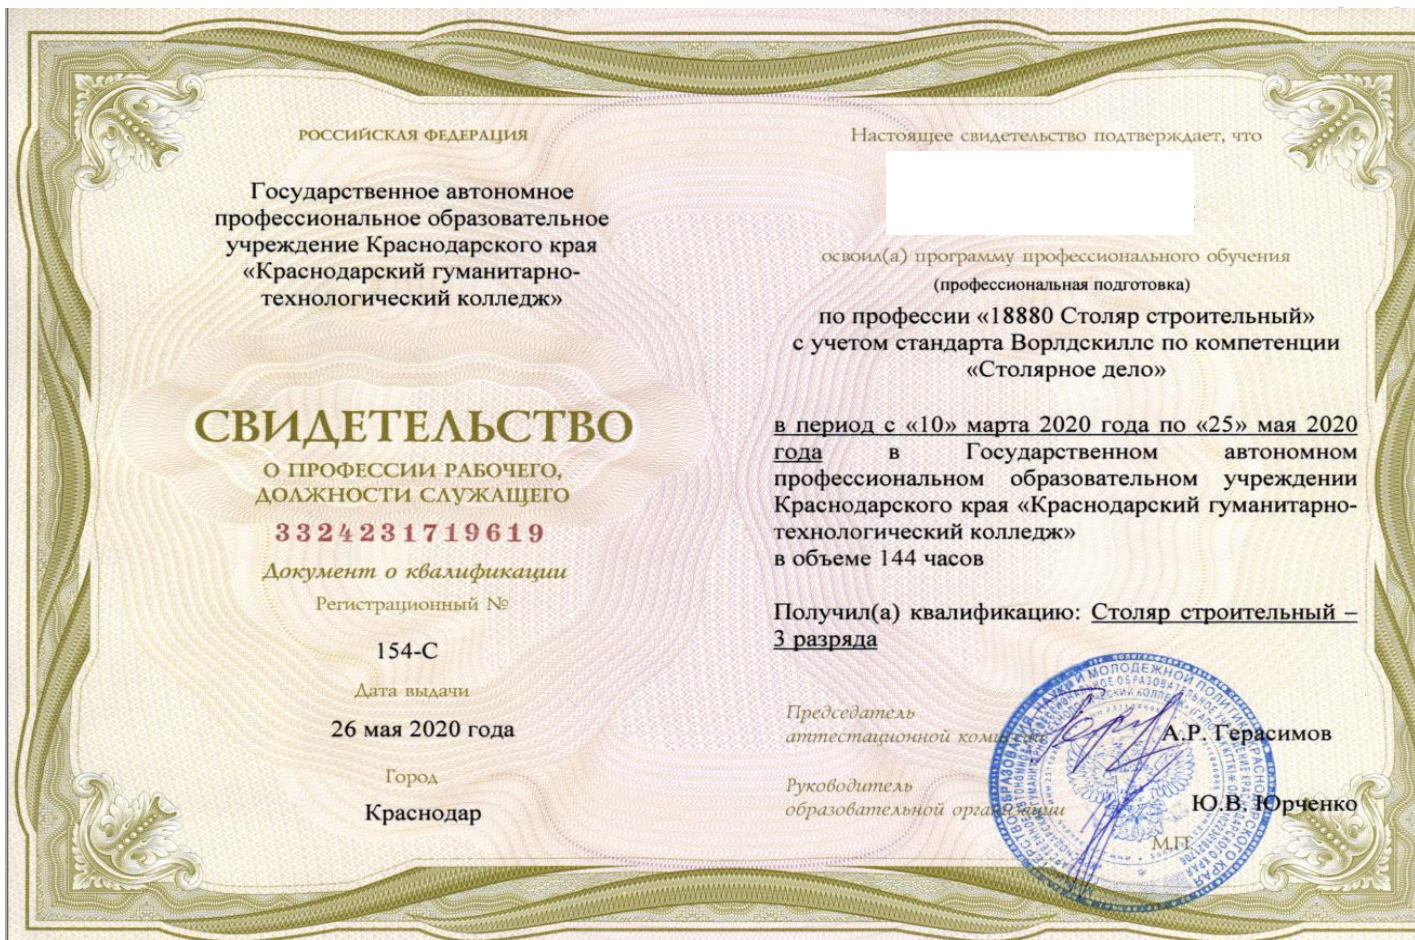 РОССИЙСКАЯ ФЕДЕРАЦИЯ
Государственное автономное
профессиональное образовательное
учреждение Краснодарского края
«Краснодарский гуманитарно-
технологический колледж»
СВИДЕТЕЛЬСТВО
О ПРОФЕССИИ РАБОЧЕГО,
ДОЛЖНОСТИ СЛУЖАЩЕГО
3324231719619
Документ о квалификации
Регистрационный №
154-С
Дата выдачи
26 мая 2020 года
Город
Краснодар
Настоящее свидетельство подтверждает, что
освоил(а) программу профессионального обучения
(профессиональная подготовка)
по профессии «18880 Столяр строительный»
с учетом стандарта Ворлдскиллс по компетенции
«Столярное дело»
в период с «10» марта 2020 года по «25» мая 2020
года в Государственном автономном
профессиональном образовательном учреждении
Краснодарского края «Краснодарский гуманитарно-
технологический колледж»
в объеме 144 часов
Получил(а) квалификацию: Столяр строительный –
3 разряда
Председатель
аттестационной комиссии
А.Р. Герасимов
Руководитель
образовательной организации
Ю.В. Юрченко
М.П.